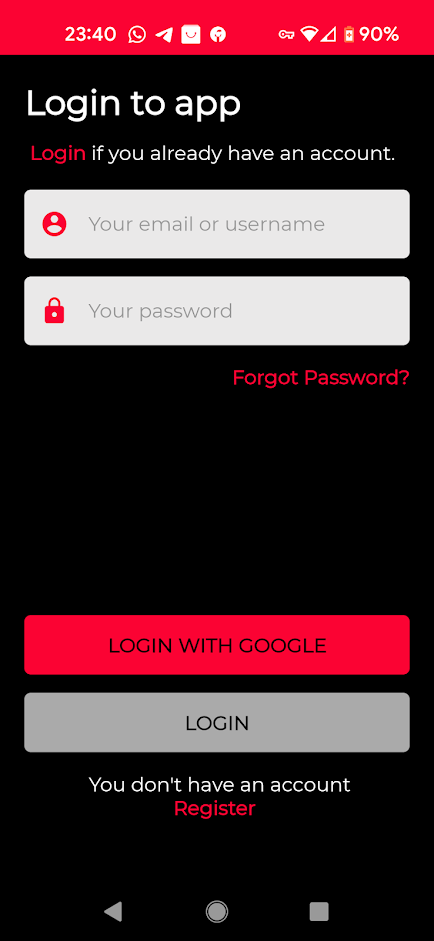 23:40 90%
Login to app
Login if you already have an account.
Your email or username
Your password
Forgot Password?
LOGIN WITH GOOGLE
LOGIN
You don't have an account
Register